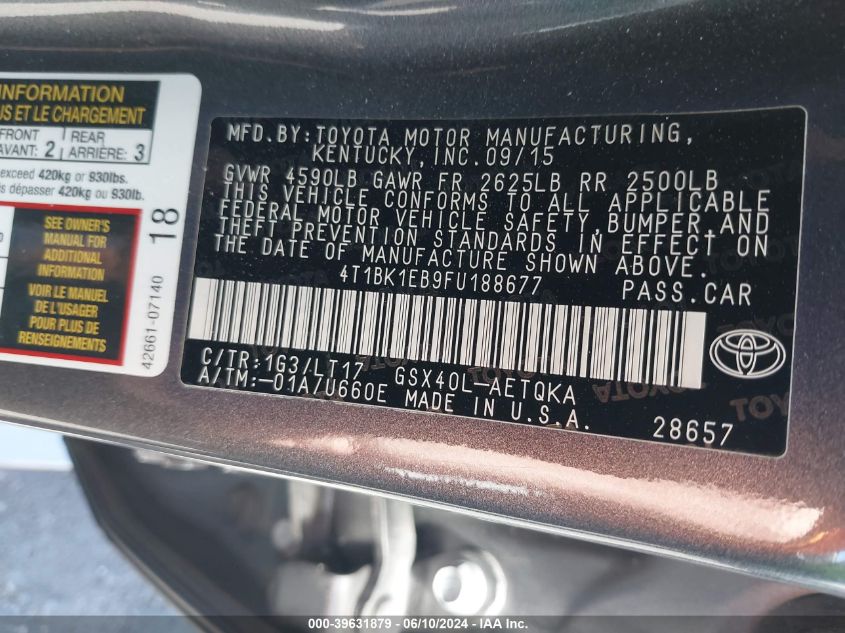 INFORMATION
US ET LE CHARGEMENT
FRONT
AVANT: 2
REAR
ARRIÈRE: 3
exceed 420kg or 930lbs.
is dépasser 420kg ou 930lb.
SEE OWNER'S
MANUAL FOR
ADDITIONAL
INFORMATION
VOIR LE MANUEL
DE L'USAGER
POUR PLUS DE
RENSEIGNEMENTS
18
42661-07140
MFD. BY: TOYOTA MOTOR MANUFACTURING,
KENTUCKY, INC. 09/15
GVWR 4590LB GAWR FR 2625LB RR 2500LB
THIS VEHICLE CONFORMS TO ALL APPLICABLE
FEDERAL MOTOR VEHICLE SAFETY, BUMPER, AND
THEFT PREVENTION STANDARDS IN EFFECT ON
THE DATE OF MANUFACTURE SHOWN ABOVE.
4T1BK1EB9FU188677 PASS.CAR
C/TR: 1G3/LT17 GSX40L-AETQKA
A/TM: -01A/U660E MADE IN U.S.A.
28657
000-39631879 - 06/10/2024 - IAA Inc.